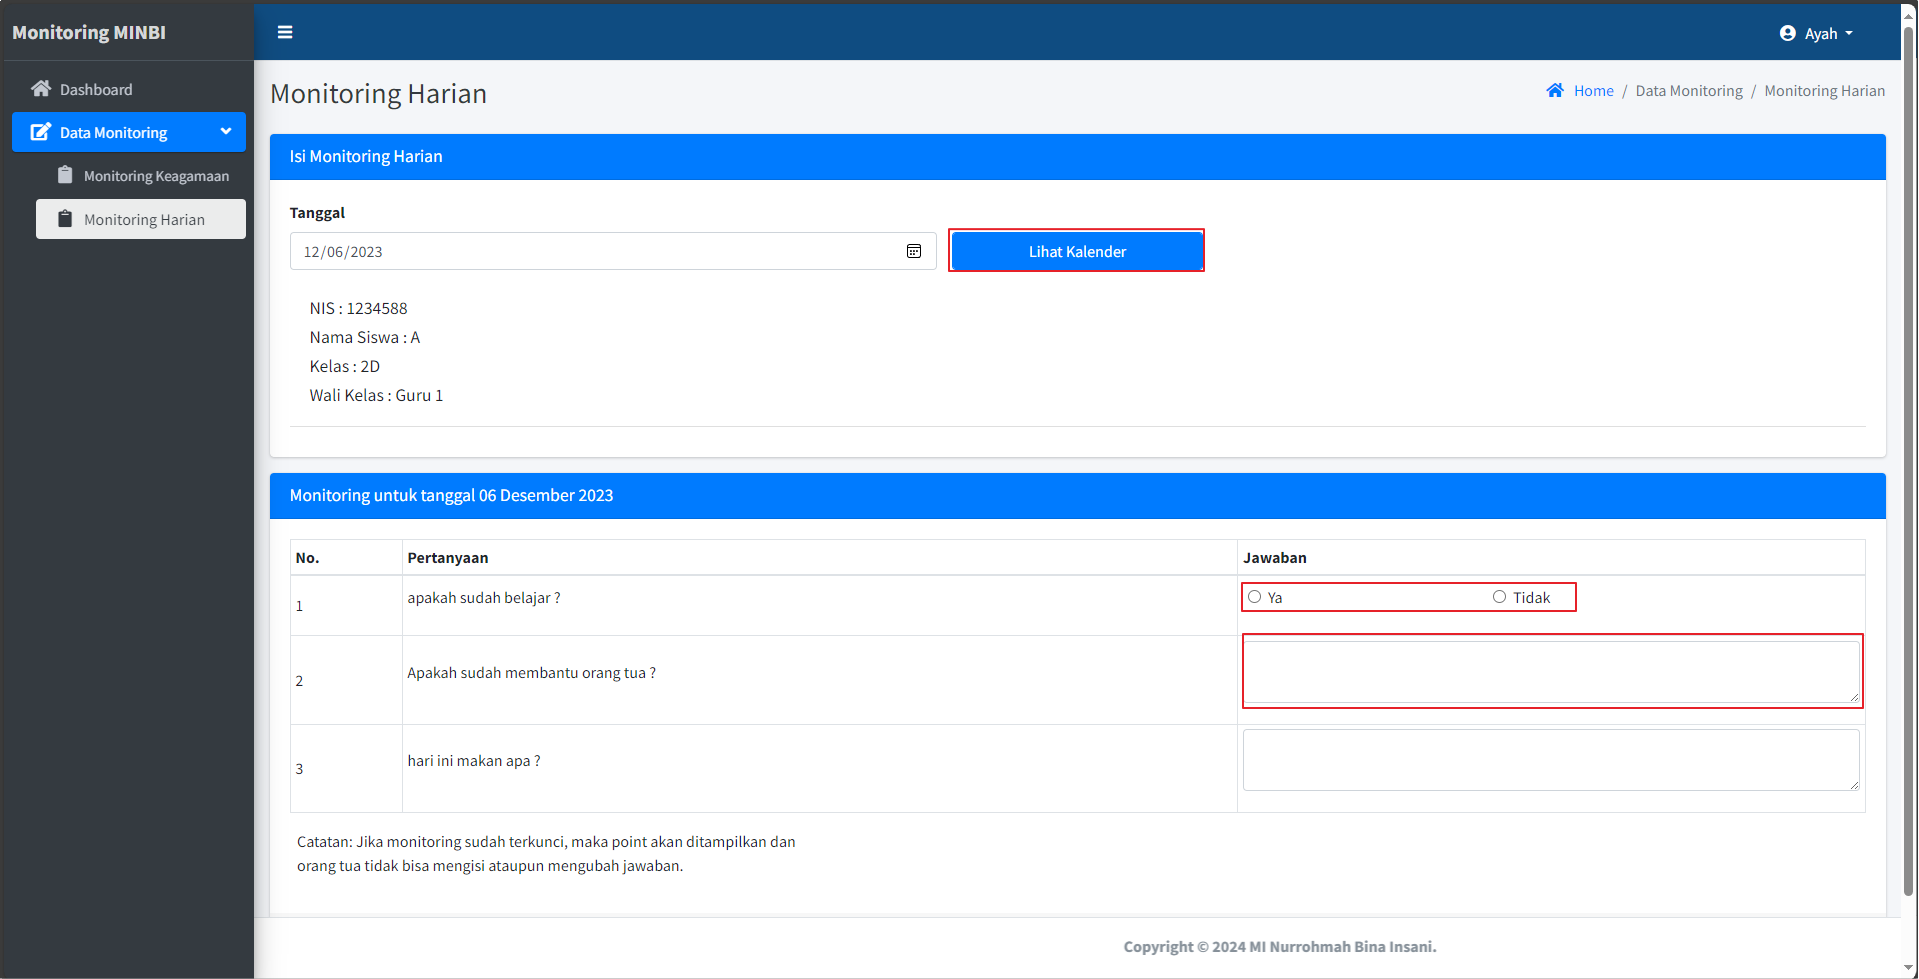 Monitoring MINBI
Ayah
Dashboard
Data Monitoring
Monitoring Keagamaan
Monitoring Harian
Monitoring Harian
Home / Data Monitoring / Monitoring Harian
Isi Monitoring Harian
Tanggal
12/06/2023
Lihat Kalender
NIS : 1234588
Nama Siswa : A
Kelas : 2D
Wali Kelas : Guru 1
Monitoring untuk tanggal 06 Desember 2023
No. Pertanyaan Jawaban
1 apakah sudah belajar ? Ya Tidak
2 Apakah sudah membantu orang tua ?
3 hari ini makan apa ?
Catatan: Jika monitoring sudah terkunci, maka point akan ditampilkan dan
orang tua tidak bisa mengisi ataupun mengubah jawaban.
Copyright © 2024 MI Nurrohmah Bina Insani.